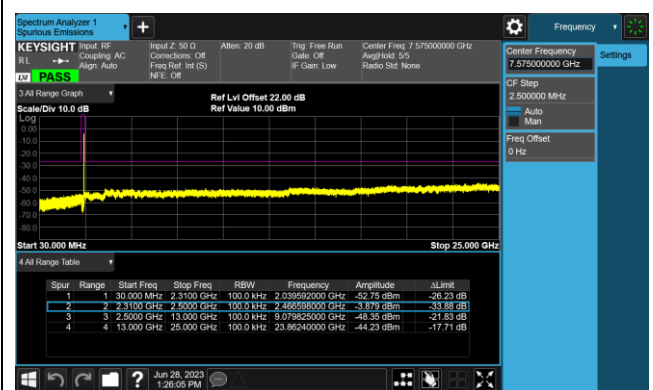 Spectrum Analyzer 1
Spurious Emissions
Frequency
KEYSIGHT
RL
Input: RF
Coupling: AC
Align: Auto
Input Z: 50 Ω
Corrections: Off
Freq Ref: Int (S)
NFE: Off
Atten: 20 dB
Trig: Free Run
Gate: Off
IF Gain: Low
Center Freq: 7.575000000 GHz
Avg|Hold: 5/5
Radio Std: None
PASS
Center Frequency
7.575000000 GHz
Settings
CF Step
2.500000 MHz
Auto
Man
Freq Offset
0 Hz
3 All Range Graph
Scale/Div 10.0 dB
Ref Lvl Offset 22.00 dB
Ref Value 10.00 dBm
Log
0.00
-10.0
-20.0
-30.0
-40.0
-50.0
-60.0
-70.0
-80.0
Start 30.000 MHz
Stop 25.000 GHz
4 All Range Table
Spur Range Start Freq Stop Freq RBW Frequency Amplitude ΔLimit
1 1 30.000 MHz 2.3100 GHz 100.0 kHz 2.039592000 GHz -52.75 dBm -26.23 dB
2 2 2.3100 GHz 2.5000 GHz 100.0 kHz 2.466598000 GHz -3.879 dBm -33.88 dB
3 3 2.5000 GHz 13.000 GHz 100.0 kHz 9.079825000 GHz -48.35 dBm -21.83 dB
4 4 13.000 GHz 25.000 GHz 100.0 kHz 23.86240000 GHz -44.23 dBm -17.71 dB
Jun 28, 2023
1:26:05 PM